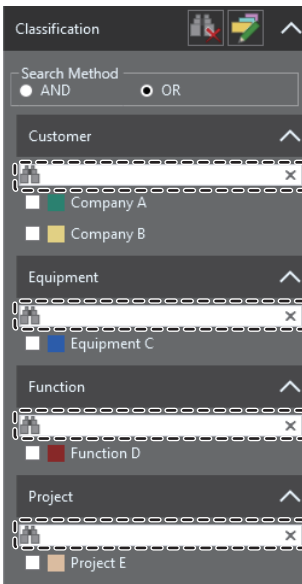 Classification
Search Method
AND OR
Customer
Company A
Company B
Equipment
Equipment C
Function
Function D
Project
Project E